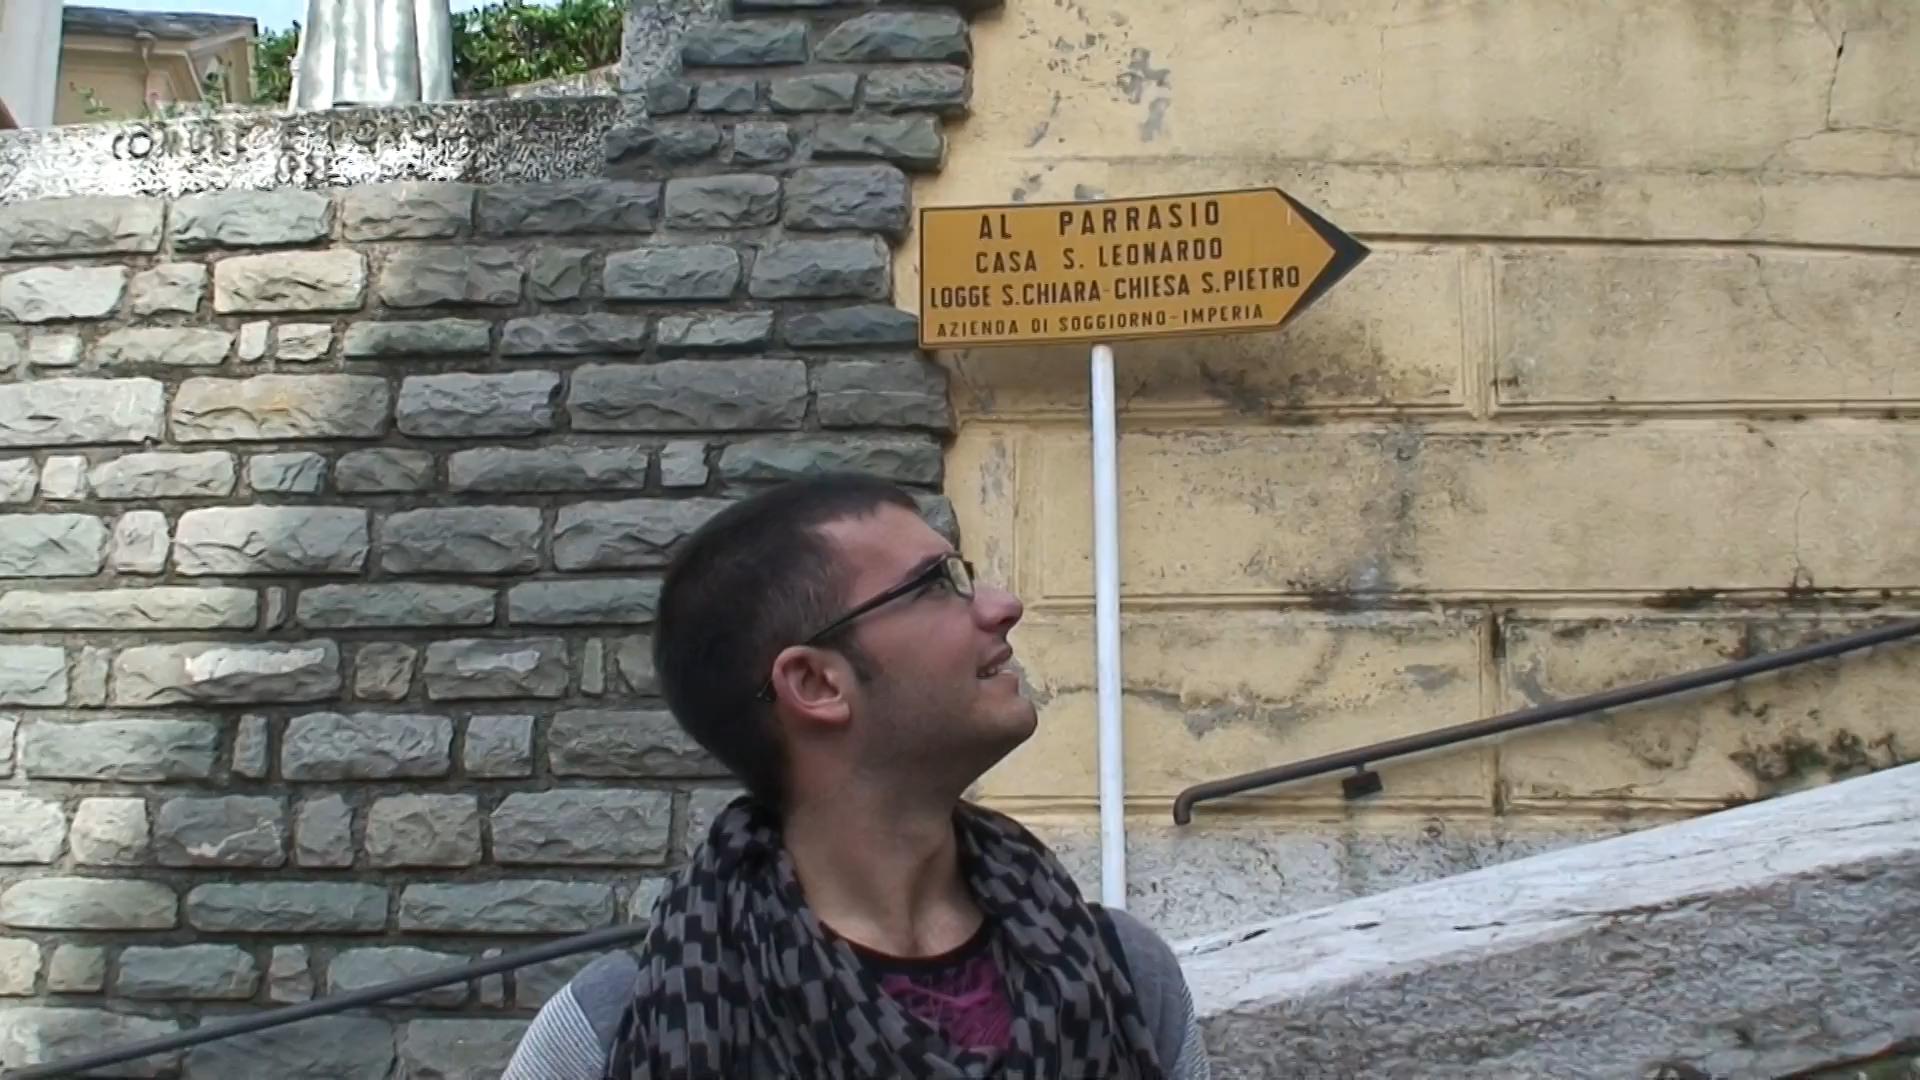 AL PARRASIO
CASA S. LEONARDO
LOGGE S.CHIARA-CHIESA S.PIETRO
AZIENDA DI SOGGIORNO-IMPERIA